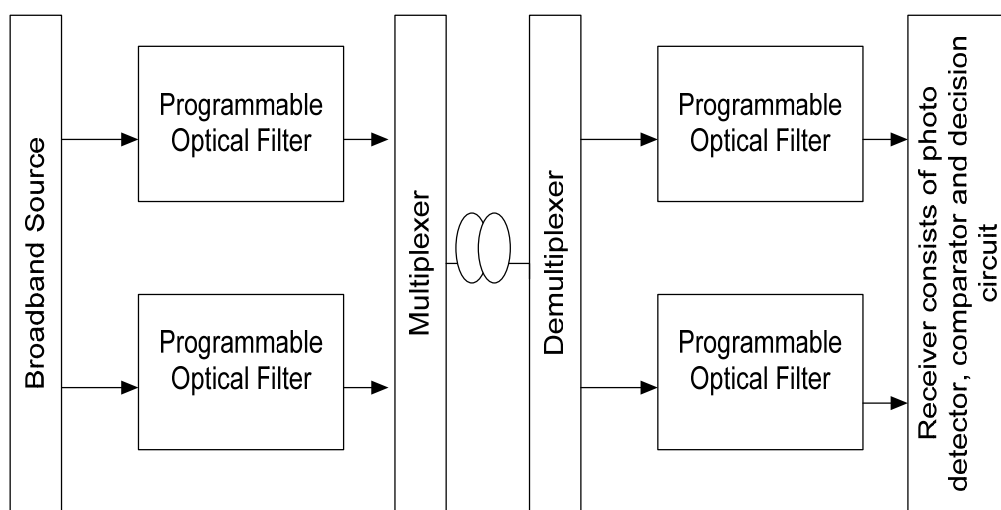 Broadband Source
Programmable
Optical Filter
Programmable
Optical Filter
Multiplexer
Demultiplexer
Programmable
Optical Filter
Programmable
Optical Filter
Receiver consists of photo
detector, comparator and decision
circuit